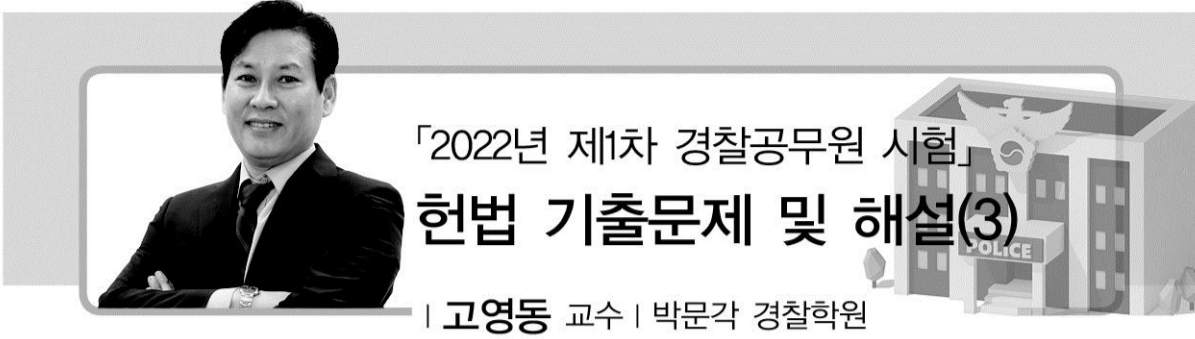 「2022년 제1차 경찰공무원 시험」
헌법 기출문제 및 해설(3)
POLICE
| 고영동 교수 | 박문각 경찰학원